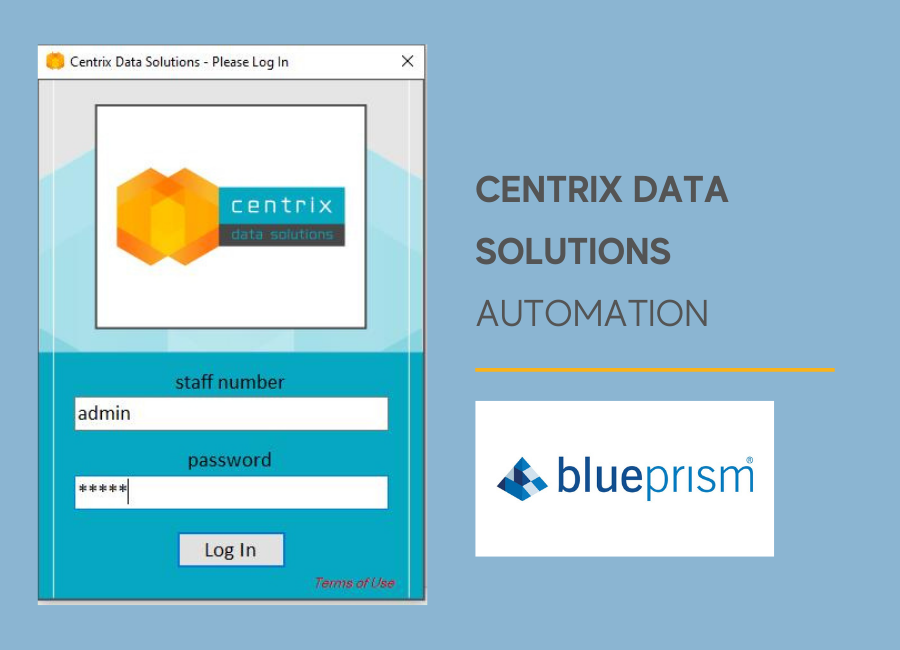 Centrix Data Solutions - Please Log In
centrix
data solutions
staff number
admin
password
*****
Log In
Terms of Use
CENTRIX DATA
SOLUTIONS
AUTOMATION
blueprism®